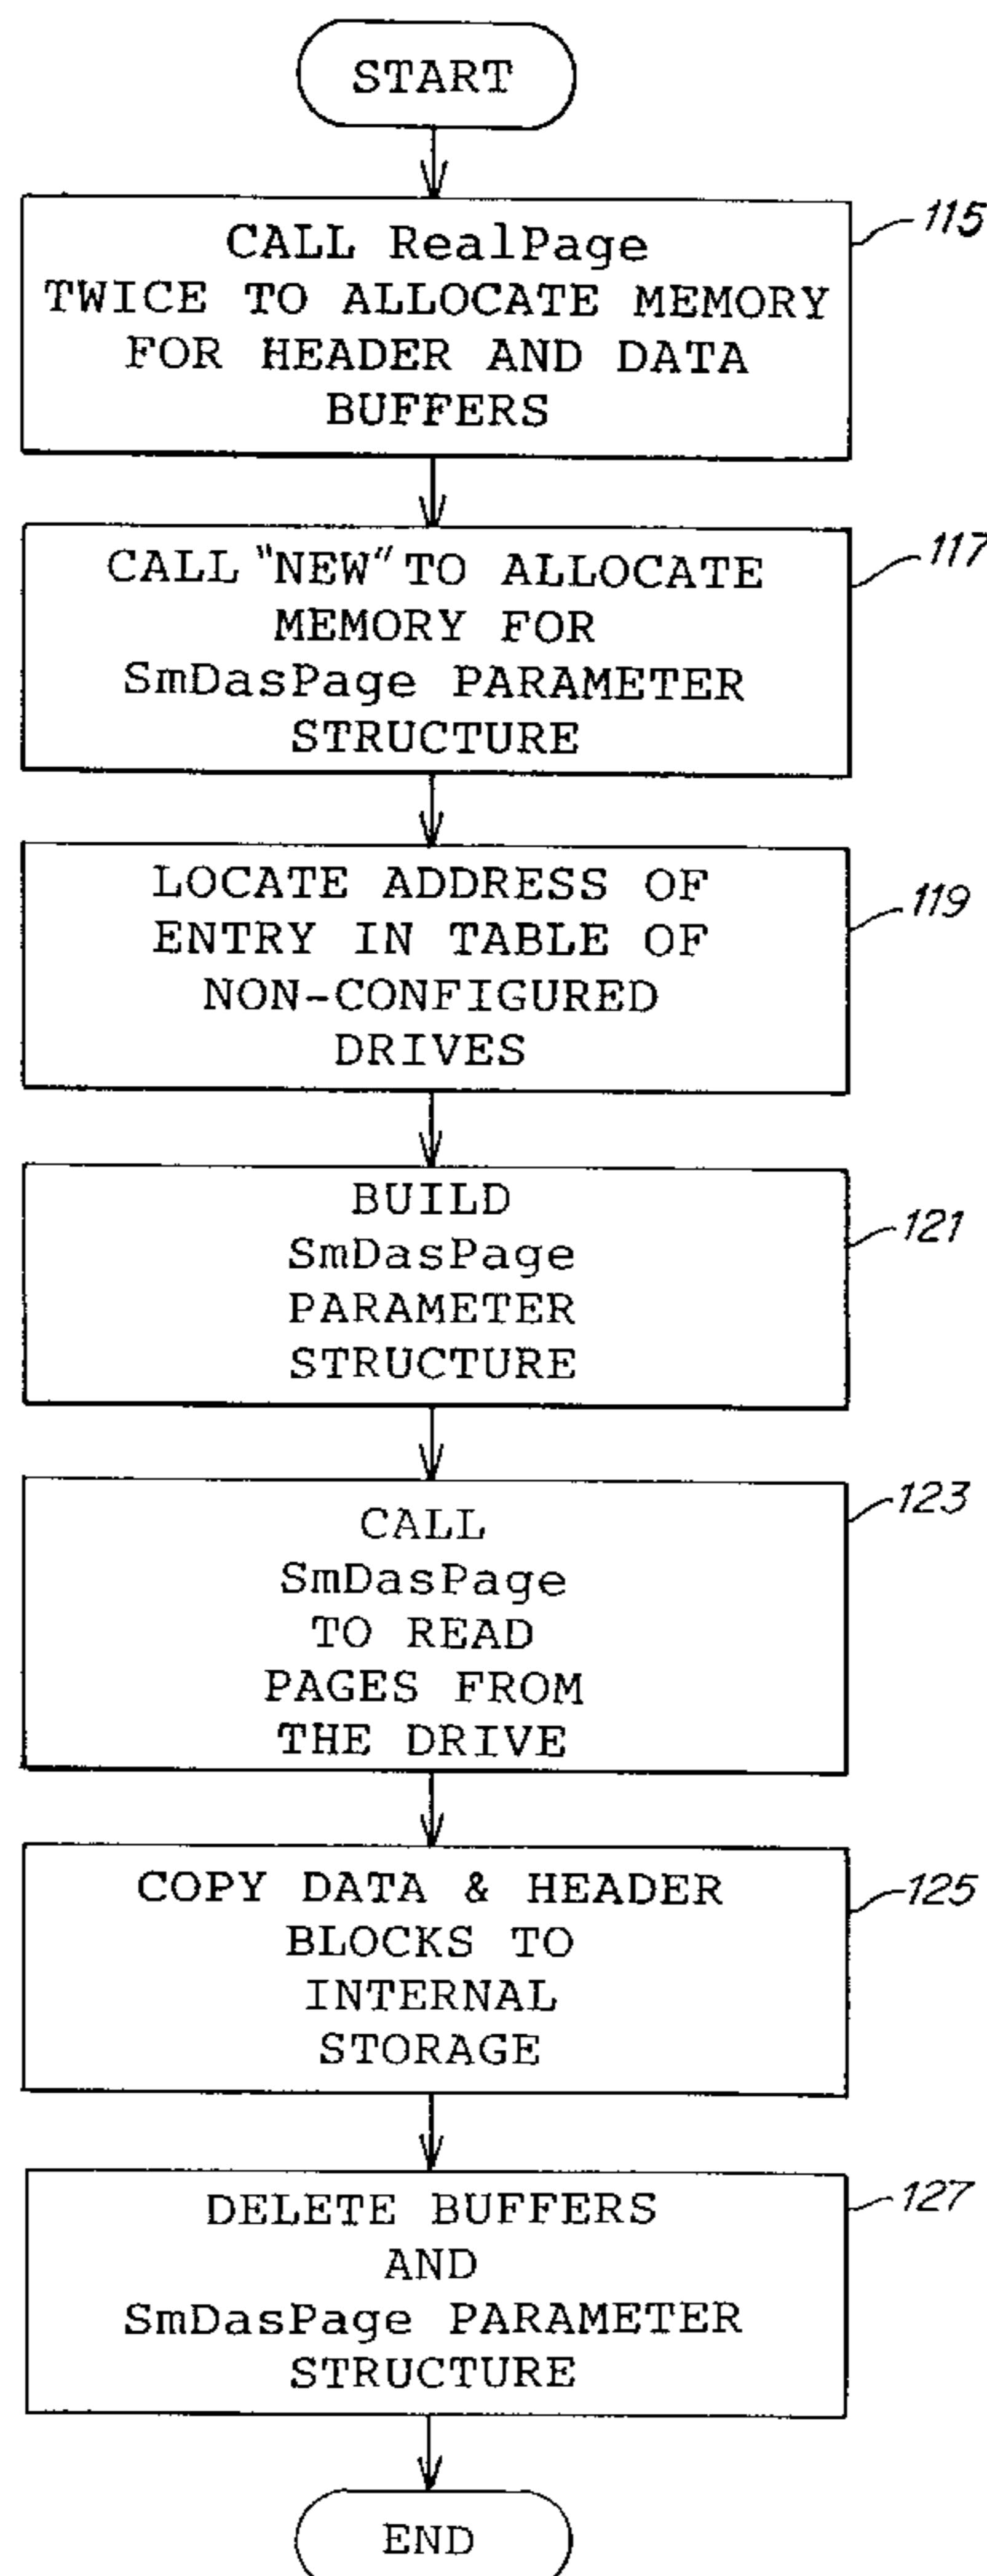 START
115
CALL RealPage
TWICE TO ALLOCATE MEMORY
FOR HEADER AND DATA
BUFFERS
117
CALL "NEW" TO ALLOCATE
MEMORY FOR
SmDasPage PARAMETER
STRUCTURE
119
LOCATE ADDRESS OF
ENTRY IN TABLE OF
NON-CONFIGURED
DRIVES
121
BUILD
SmDasPage
PARAMETER
STRUCTURE
123
CALL
SmDasPage
TO READ
PAGES FROM
THE DRIVE
125
COPY DATA & HEADER
BLOCKS TO
INTERNAL
STORAGE
127
DELETE BUFFERS
AND
SmDasPage PARAMETER
STRUCTURE
END